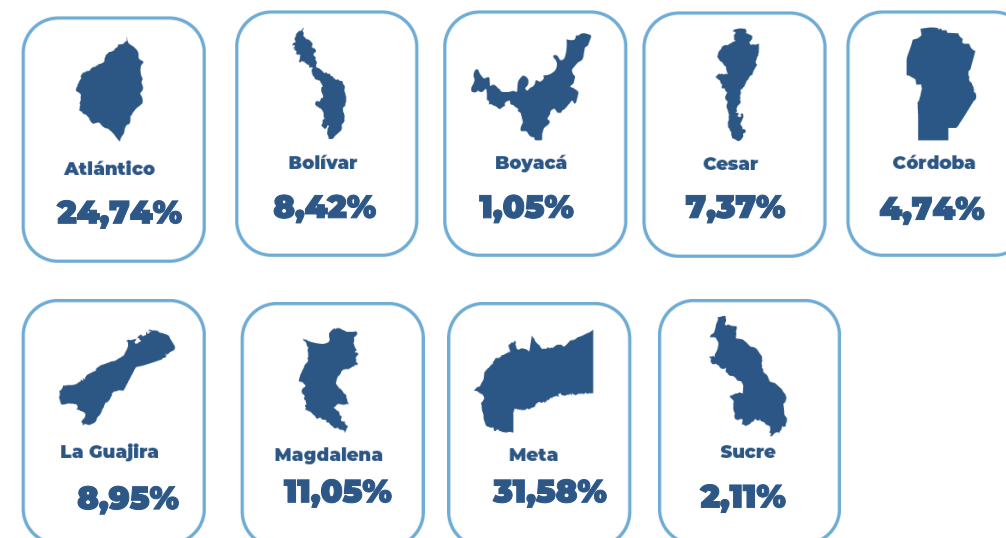 Atlántico
24,74%
Bolívar
8,42%
Boyacá
1,05%
Cesar
7,37%
Córdoba
4,74%
La Guajira
8,95%
Magdalena
11,05%
Meta
31,58%
Sucre
2,11%